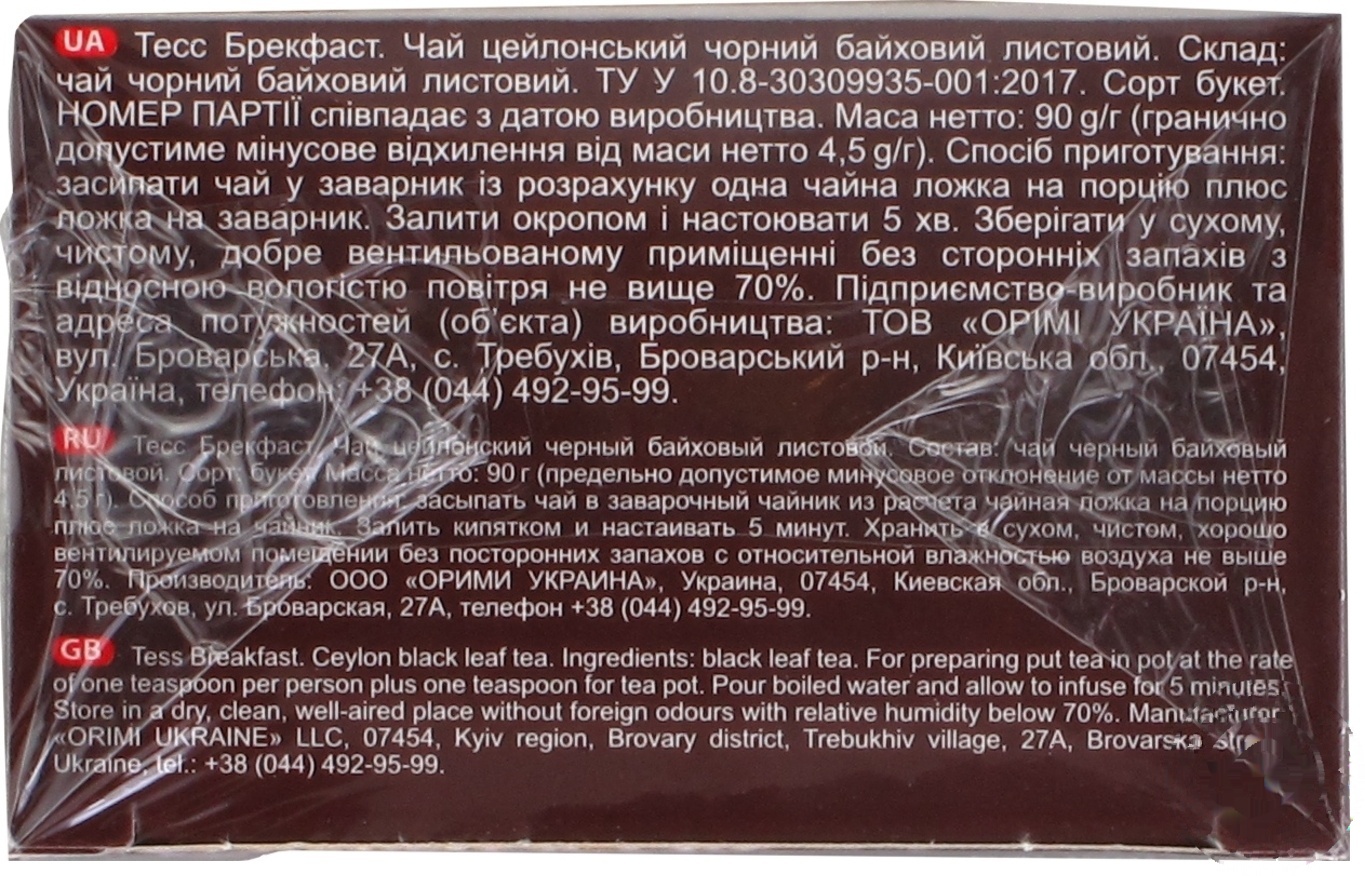 UA Тесс Брекфаст. Чай цейлонський чорний байховий листовий. Склад:
чай чорний байховий листовий. ТУ У 10.8-30309935-001:2017. Сорт букет.
НОМЕР ПАРТІЇ співпадає з датою виробництва. Маса нетто: 90 g/г (гранично
допустиме мінусове відхилення від маси нетто 4,5 g/г). Спосіб приготування:
засипати чай у заварник із розрахунку одна чайна ложка на порцію плюс
ложка на заварник. Залити окропом і настоювати 5 хв. Зберігати у сухому,
чистому, добре вентильованому приміщенні без сторонніх запахів з
відносною вологістю повітря не вище 70%. Підприємство-виробник та
адреса потужностей (об'єкта) виробництва: ТОВ «ОРІМІ УКРАЇНА»,
вул. Броварська, 27А, с. Требухів, Броварський р-н, Київська обл., 07454,
Україна, телефон: +38 (044) 492-95-99.
RU Тесс Брекфаст. Чай цейлонский черный байховый листовой. Состав: чай черный байховый
листовой. Сорт: букет. Масса нетто: 90 г (предельно допустимое минусовое отклонение от массы нетто
4,5 г). Способ приготовления: засыпать чай в заварочный чайник из расчета чайная ложка на порцию
плюс ложка на чайник. Залить кипятком и настаивать 5 минут. Хранить в сухом, чистом, хорошо
вентилируемом помещении без посторонних запахов с относительной влажностью воздуха не выше
70%. Производитель: ООО «ОРИМИ УКРАИНА», Украина, 07454, Киевская обл., Броварской р-н,
с. Требухов, ул. Броварская, 27А, телефон +38 (044) 492-95-99.
GB Tess Breakfast. Ceylon black leaf tea. Ingredients: black leaf tea. For preparing put tea in pot at the rate
of one teaspoon per person plus one teaspoon for tea pot. Pour boiled water and allow to infuse for 5 minutes.
Store in a dry, clean, well-aired place without foreign odours with relative humidity below 70%. Manufacturer
«ORIMI UKRAINE» LLC, 07454, Kyiv region, Brovary district, Trebukhiv village, 27A, Brovarska
Ukraine, tel.: +38 (044) 492-95-99.